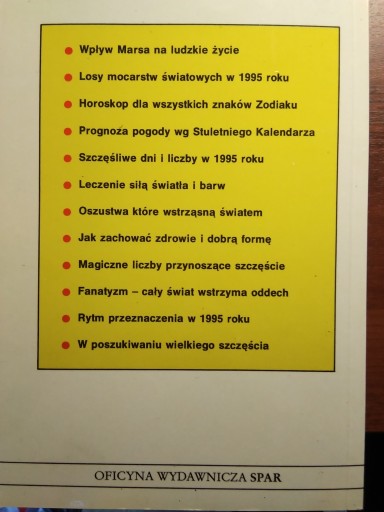 ● Wpływ Marsa na ludzkie życie
● Losy mocarstw światowych w 1995 roku
● Horoskop dla wszystkich znaków Zodiaku
● Prognoza pogody wg Stuletniego Kalendarza
● Szczęśliwe dni i liczby w 1995 roku
● Leczenie siłą światła i barw
● Oszustwa które wstrząsną światem
● Jak zachować zdrowie i dobrą formę
● Magiczne liczby przynoszące szczęście
● Fanatyzm – cały świat wstrzyma oddech
● Rytm przeznaczenia w 1995 roku
● W poszukiwaniu wielkiego szczęścia
OFICYNA WYDAWNICZA SPAR